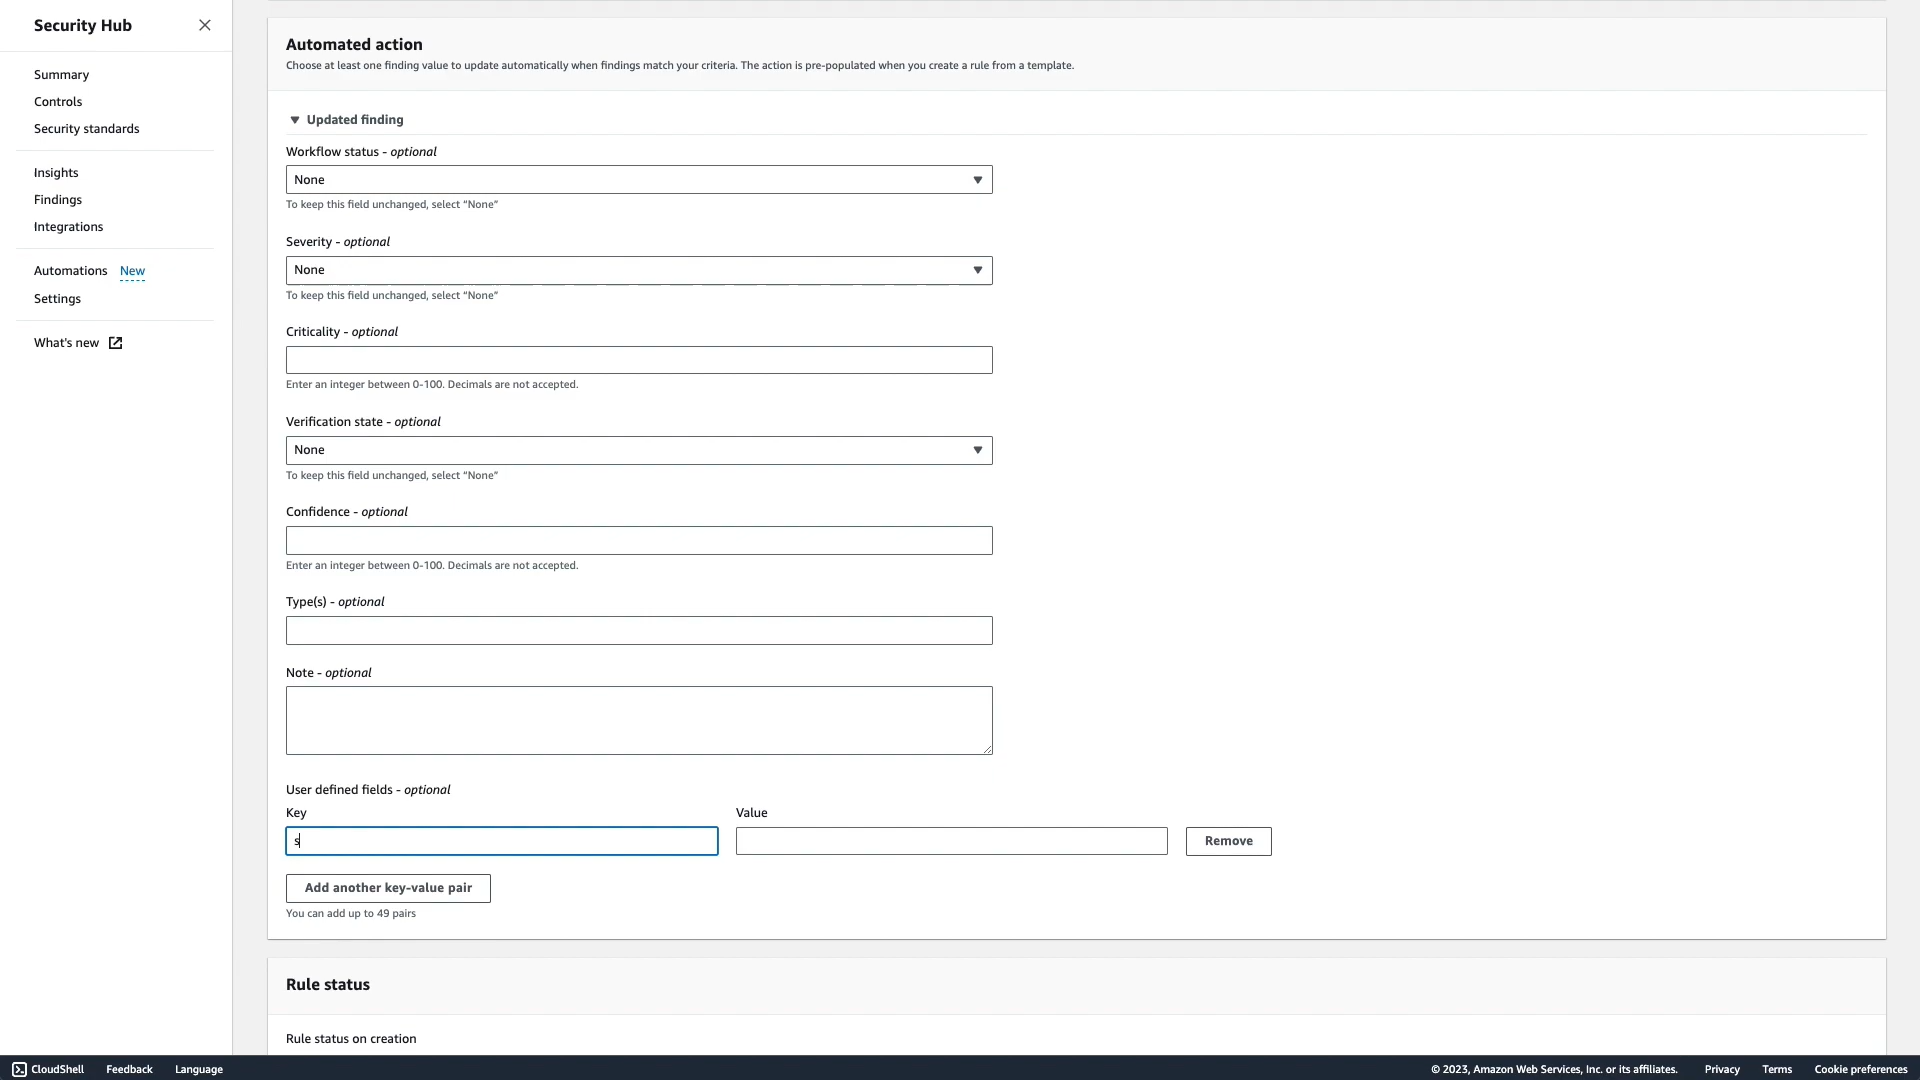 Security Hub
Summary
Controls
Security standards
Insights
Findings
Integrations
Automations New
Settings
What's new
Automated action
Choose at least one finding value to update automatically when findings match your criteria. The action is pre-populated when you create a rule from a template.
Updated finding
Workflow status - optional
None
To keep this field unchanged, select “None”
Severity - optional
None
To keep this field unchanged, select “None”
Criticality - optional
Enter an integer between 0-100. Decimals are not accepted.
Verification state - optional
None
To keep this field unchanged, select “None”
Confidence - optional
Enter an integer between 0-100. Decimals are not accepted.
Type(s) - optional
Note - optional
User defined fields - optional
Key Value
s Remove
Add another key-value pair
You can add up to 49 pairs
Rule status
Rule status on creation
CloudShell Feedback Language © 2023, Amazon Web Services, Inc. or its affiliates. Privacy Terms Cookie preferences